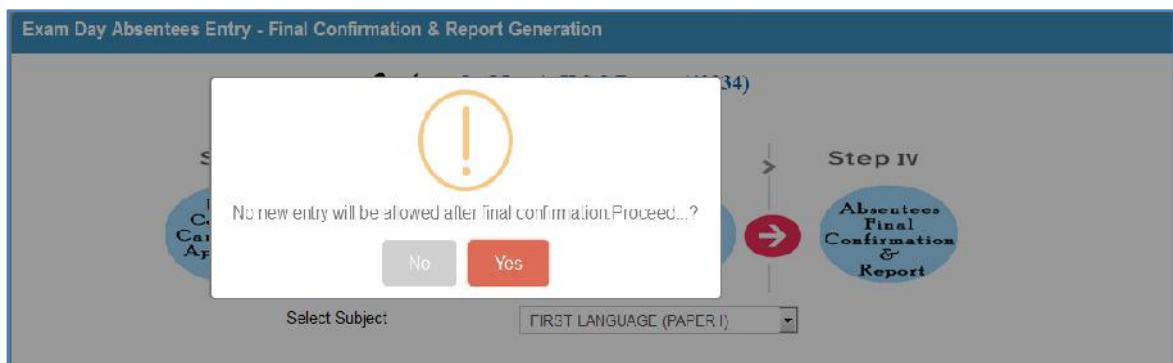 Exam Day Absentees Entry - Final Confirmation & Report Generation
34)
Step IV
No new entry will be allowed after final confirmation.Proceed...?
No Yes
Absentees
Final
Confirmation
&
Report
Select Subject FIRST LANGUAGE (PAPER I)